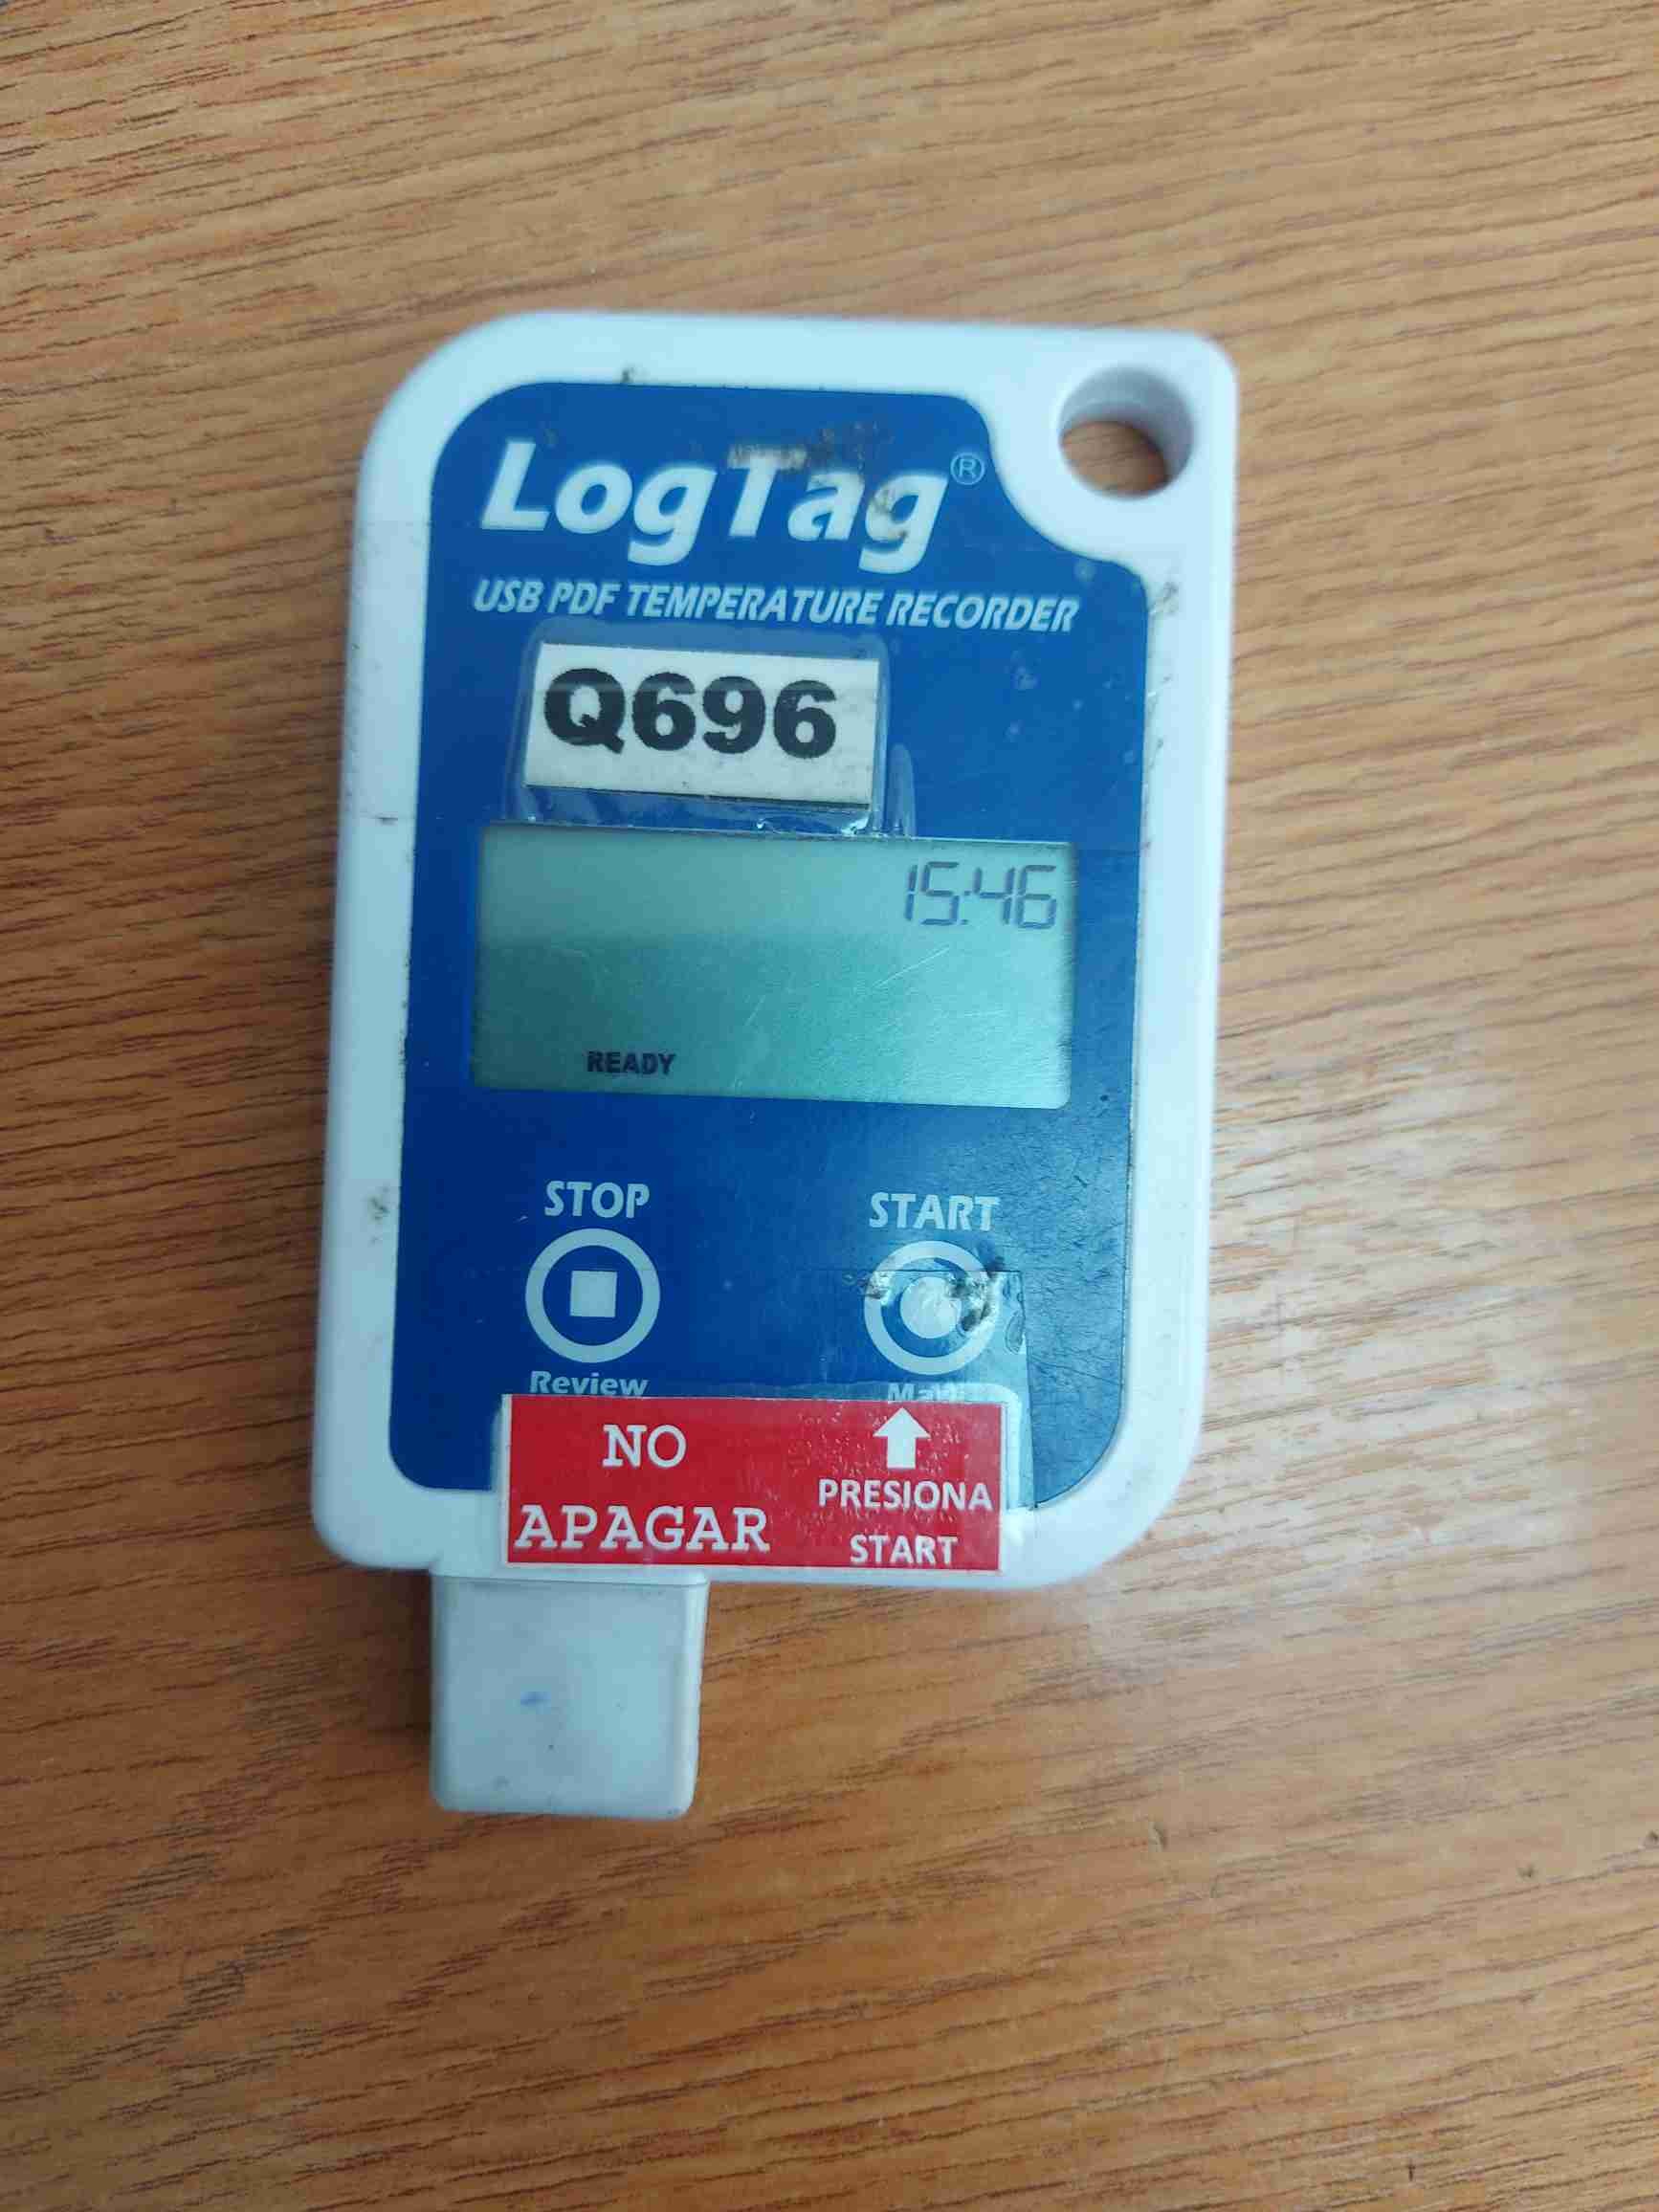 LogTag®
USB PDF TEMPERATURE RECORDER
Q696
15:46
READY
STOP
START
Review
NO
APAGAR
PRESIONA
START